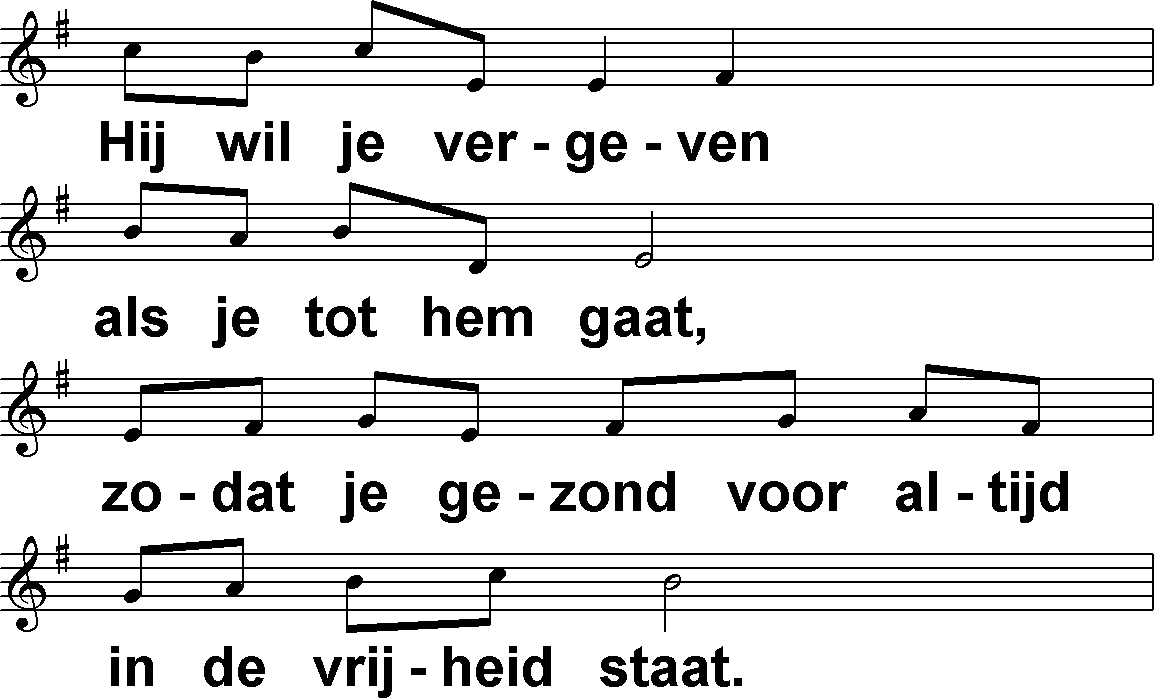 Hij wil je ver - ge - ven
als je tot hem gaat,
zo - dat je ge - zond voor al - tijd
in de vrij - heid staat.